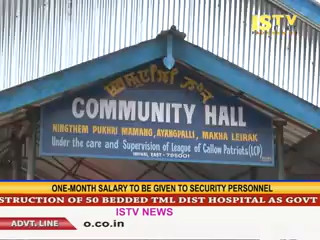 ISTV
COMMUNITY HALL
NINGTHEM PUKHRI MAMANG, AYANGPALLI, MAKHA LEIRAK
Under the care and Supervision of League of Callow Patriots(LCP)
IMPHAL EAST-795001
ONE-MONTH SALARY TO BE GIVEN TO SECURITY PERSONNEL
STRUCTION OF 50 BEDDED TML DIST HOSPITAL AS GOVT
ISTV NEWS
ADVT. LINE
o.co.in